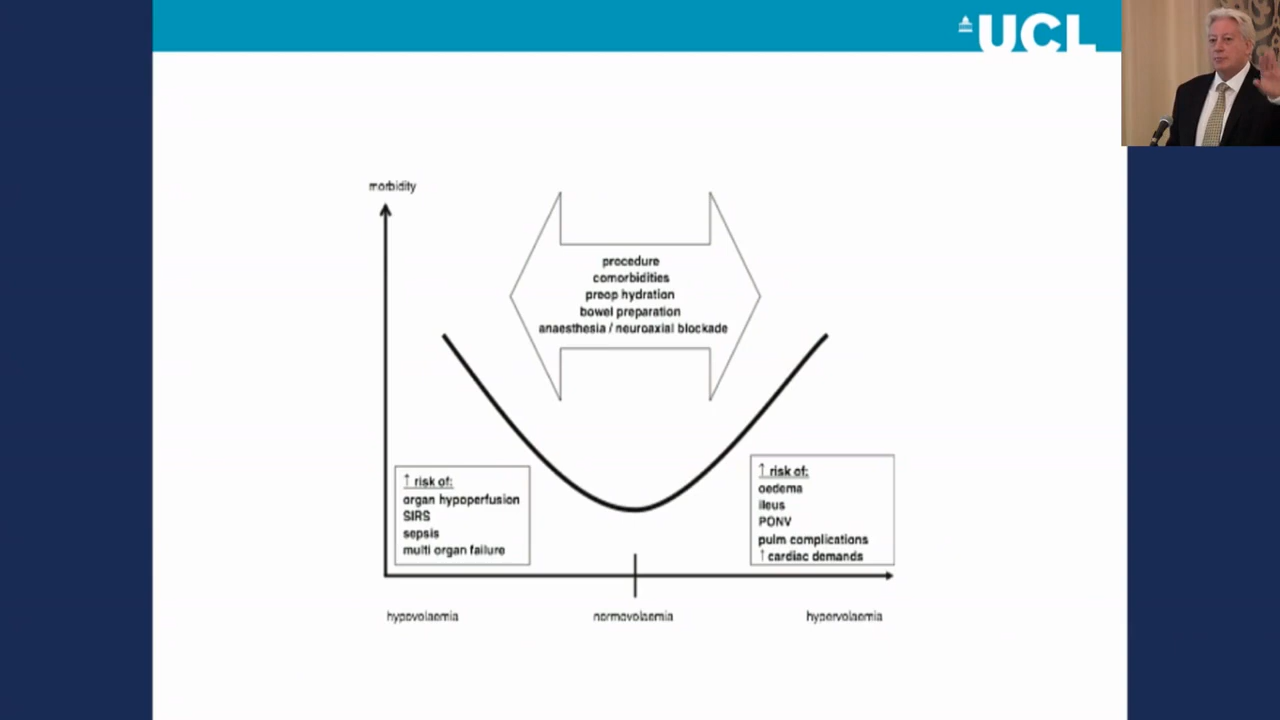 UCL
morbidity
procedure
comorbidities
preop hydration
bowel preparation
anaesthesia / neuroaxial blockade
↑ risk of:
organ hypoperfusion
SIRS
sepsis
multi organ failure
↑ risk of:
oedema
ileus
PONV
pulm complications
↑ cardiac demands
hypovolaemia
normovolaemia
hypervolaemia